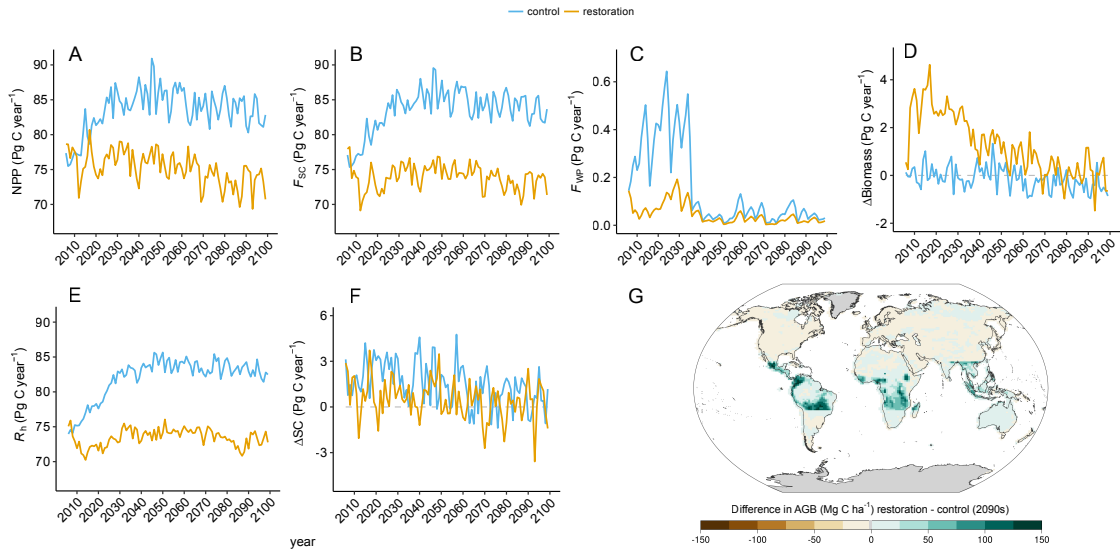 control restoration
A
NPP (Pg C year⁻¹)
90
85
80
75
70
2010 2020 2030 2040 2050 2060 2070 2080 2090 2100
B
F_SC (Pg C year⁻¹)
90
85
80
75
70
2010 2020 2030 2040 2050 2060 2070 2080 2090 2100
C
F_WP (Pg C year⁻¹)
0.6
0.4
0.2
0.0
2010 2020 2030 2040 2050 2060 2070 2080 2090 2100
D
ΔBiomass (Pg C year⁻¹)
4
2
0
-2
2010 2020 2030 2040 2050 2060 2070 2080 2090 2100
E
R_h (Pg C year⁻¹)
90
85
80
75
70
2010 2020 2030 2040 2050 2060 2070 2080 2090 2100
F
ΔSC (Pg C year⁻¹)
6
3
0
-3
2010 2020 2030 2040 2050 2060 2070 2080 2090 2100
year
G
Difference in AGB (Mg C ha⁻¹) restoration - control (2090s)
-150 -100 -50 0 50 100 150